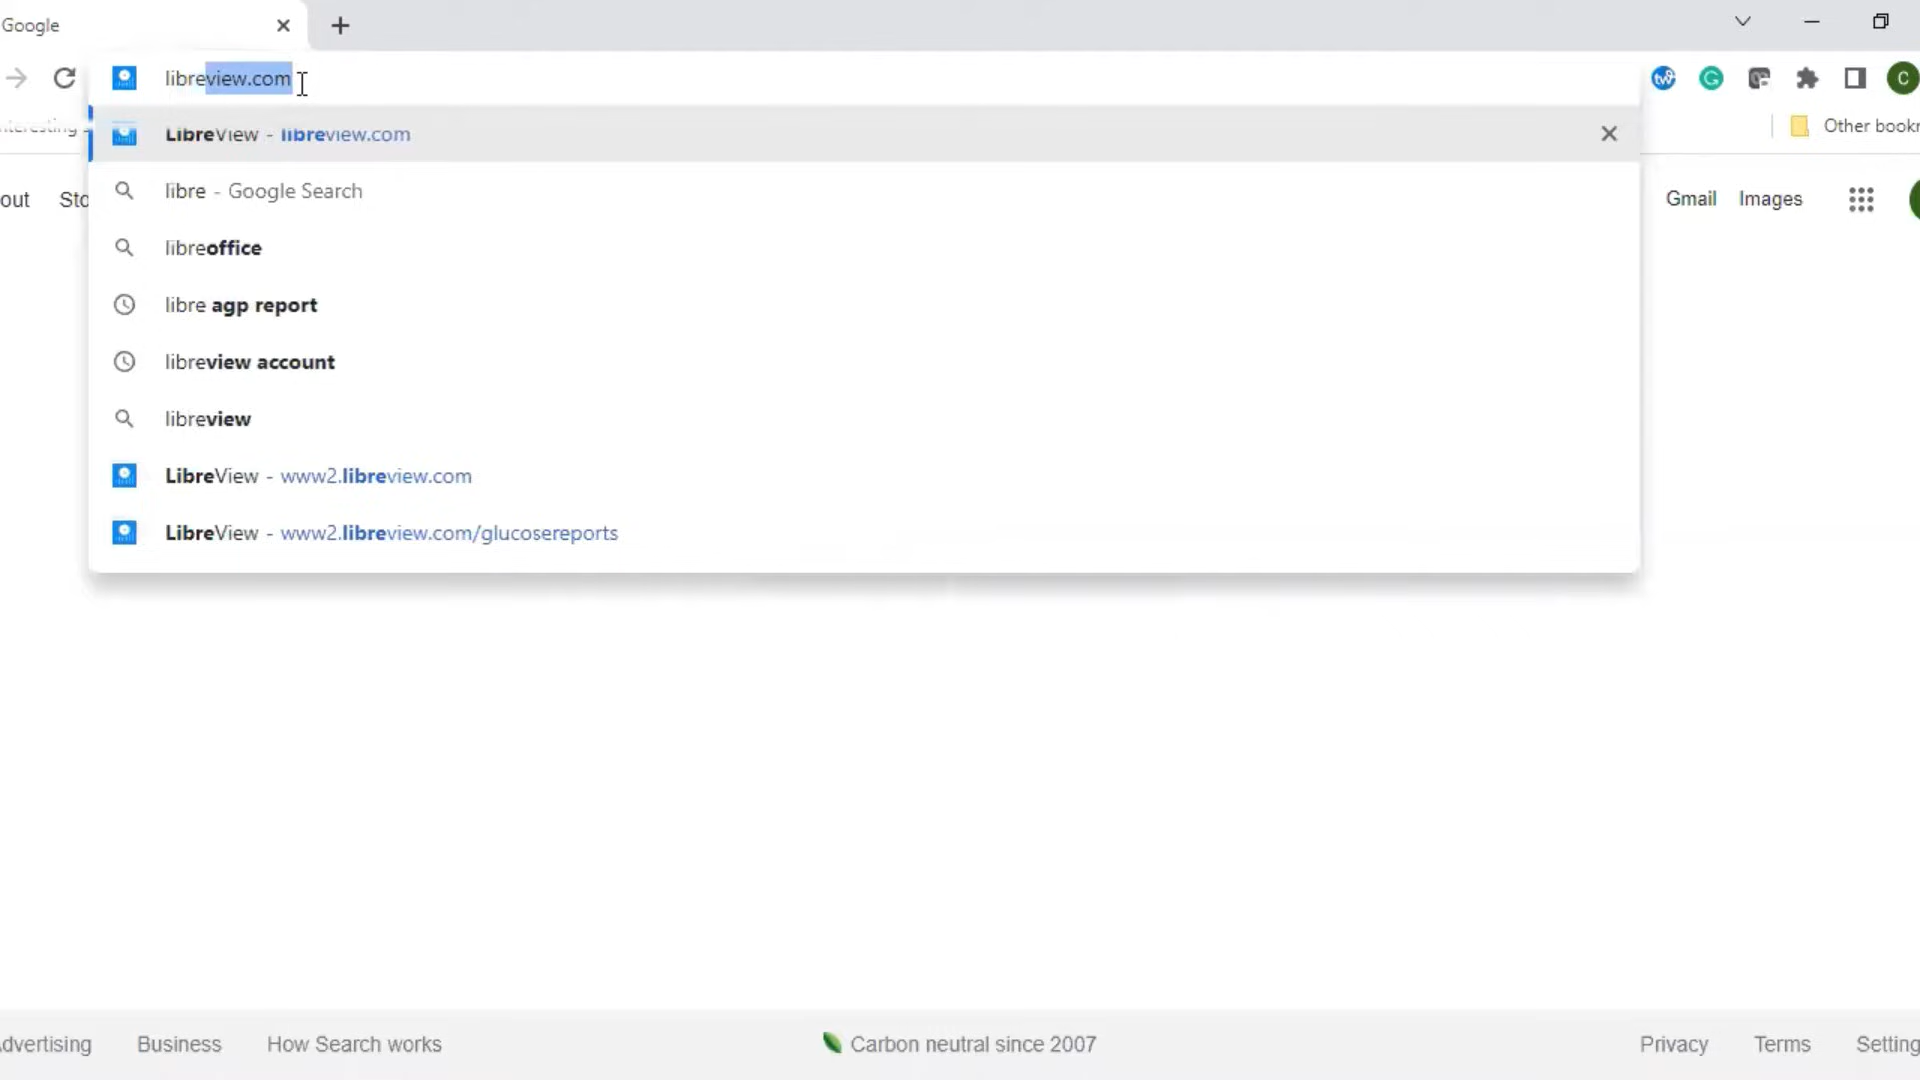 Google
libreview.com
Other bookr
LibreView - libreview.com
out Sto
Gmail Images
libre - Google Search
libreoffice
libre agp report
libreview account
libreview
LibreView - www2.libreview.com
LibreView - www2.libreview.com/glucosereports
dvertising Business How Search works
Carbon neutral since 2007
Privacy Terms Setting
C